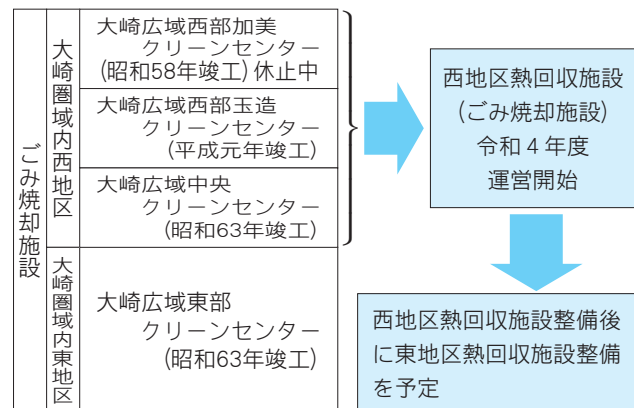 ごみ焼却施設
大崎圏域内西地区
大崎広域西部加美
クリーンセンター
(昭和58年竣工) 休止中
大崎広域西部玉造
クリーンセンター
(平成元年竣工)
大崎広域中央
クリーンセンター
(昭和63年竣工)
大崎圏域内東地区
大崎広域東部
クリーンセンター
(昭和63年竣工)
西地区熱回収施設
(ごみ焼却施設)
令和4年度
運営開始
西地区熱回収施設整備後
に東地区熱回収施設整備
を予定